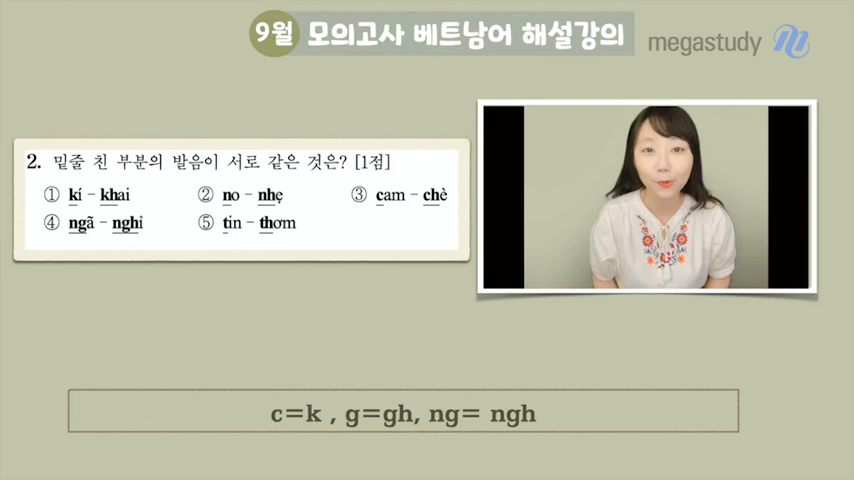 9월 모의고사 베트남어 해설강의
megastudy
2. 밑줄 친 부분의 발음이 서로 같은 것은? [1점]
① kí – khai ② no – nhẹ ③ cam – chè
④ ngã – nghỉ ⑤ tin – thơm
c=k , g=gh, ng= ngh